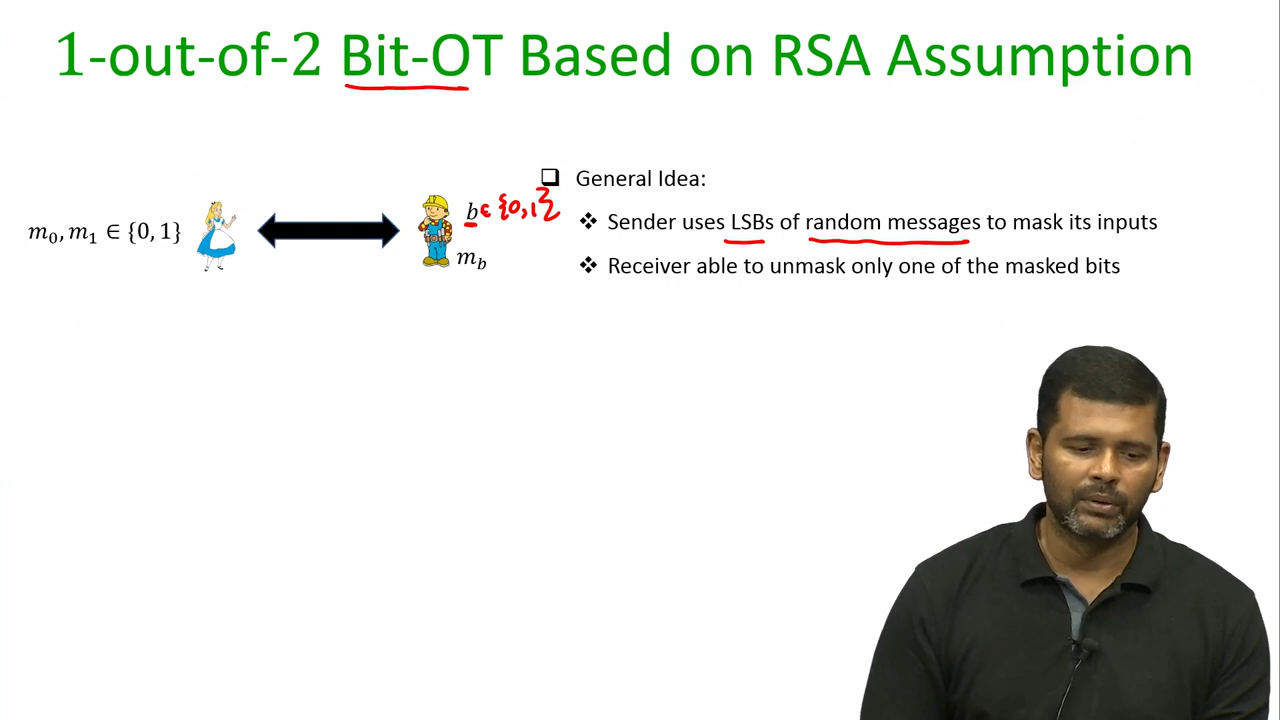 1-out-of-2 Bit-OT Based on RSA Assumption
❑ General Idea:
m₀, m₁ ∈ {0, 1}
b ∈ {0,1}
m_b
❖ Sender uses LSBs of random messages to mask its inputs
❖ Receiver able to unmask only one of the masked bits